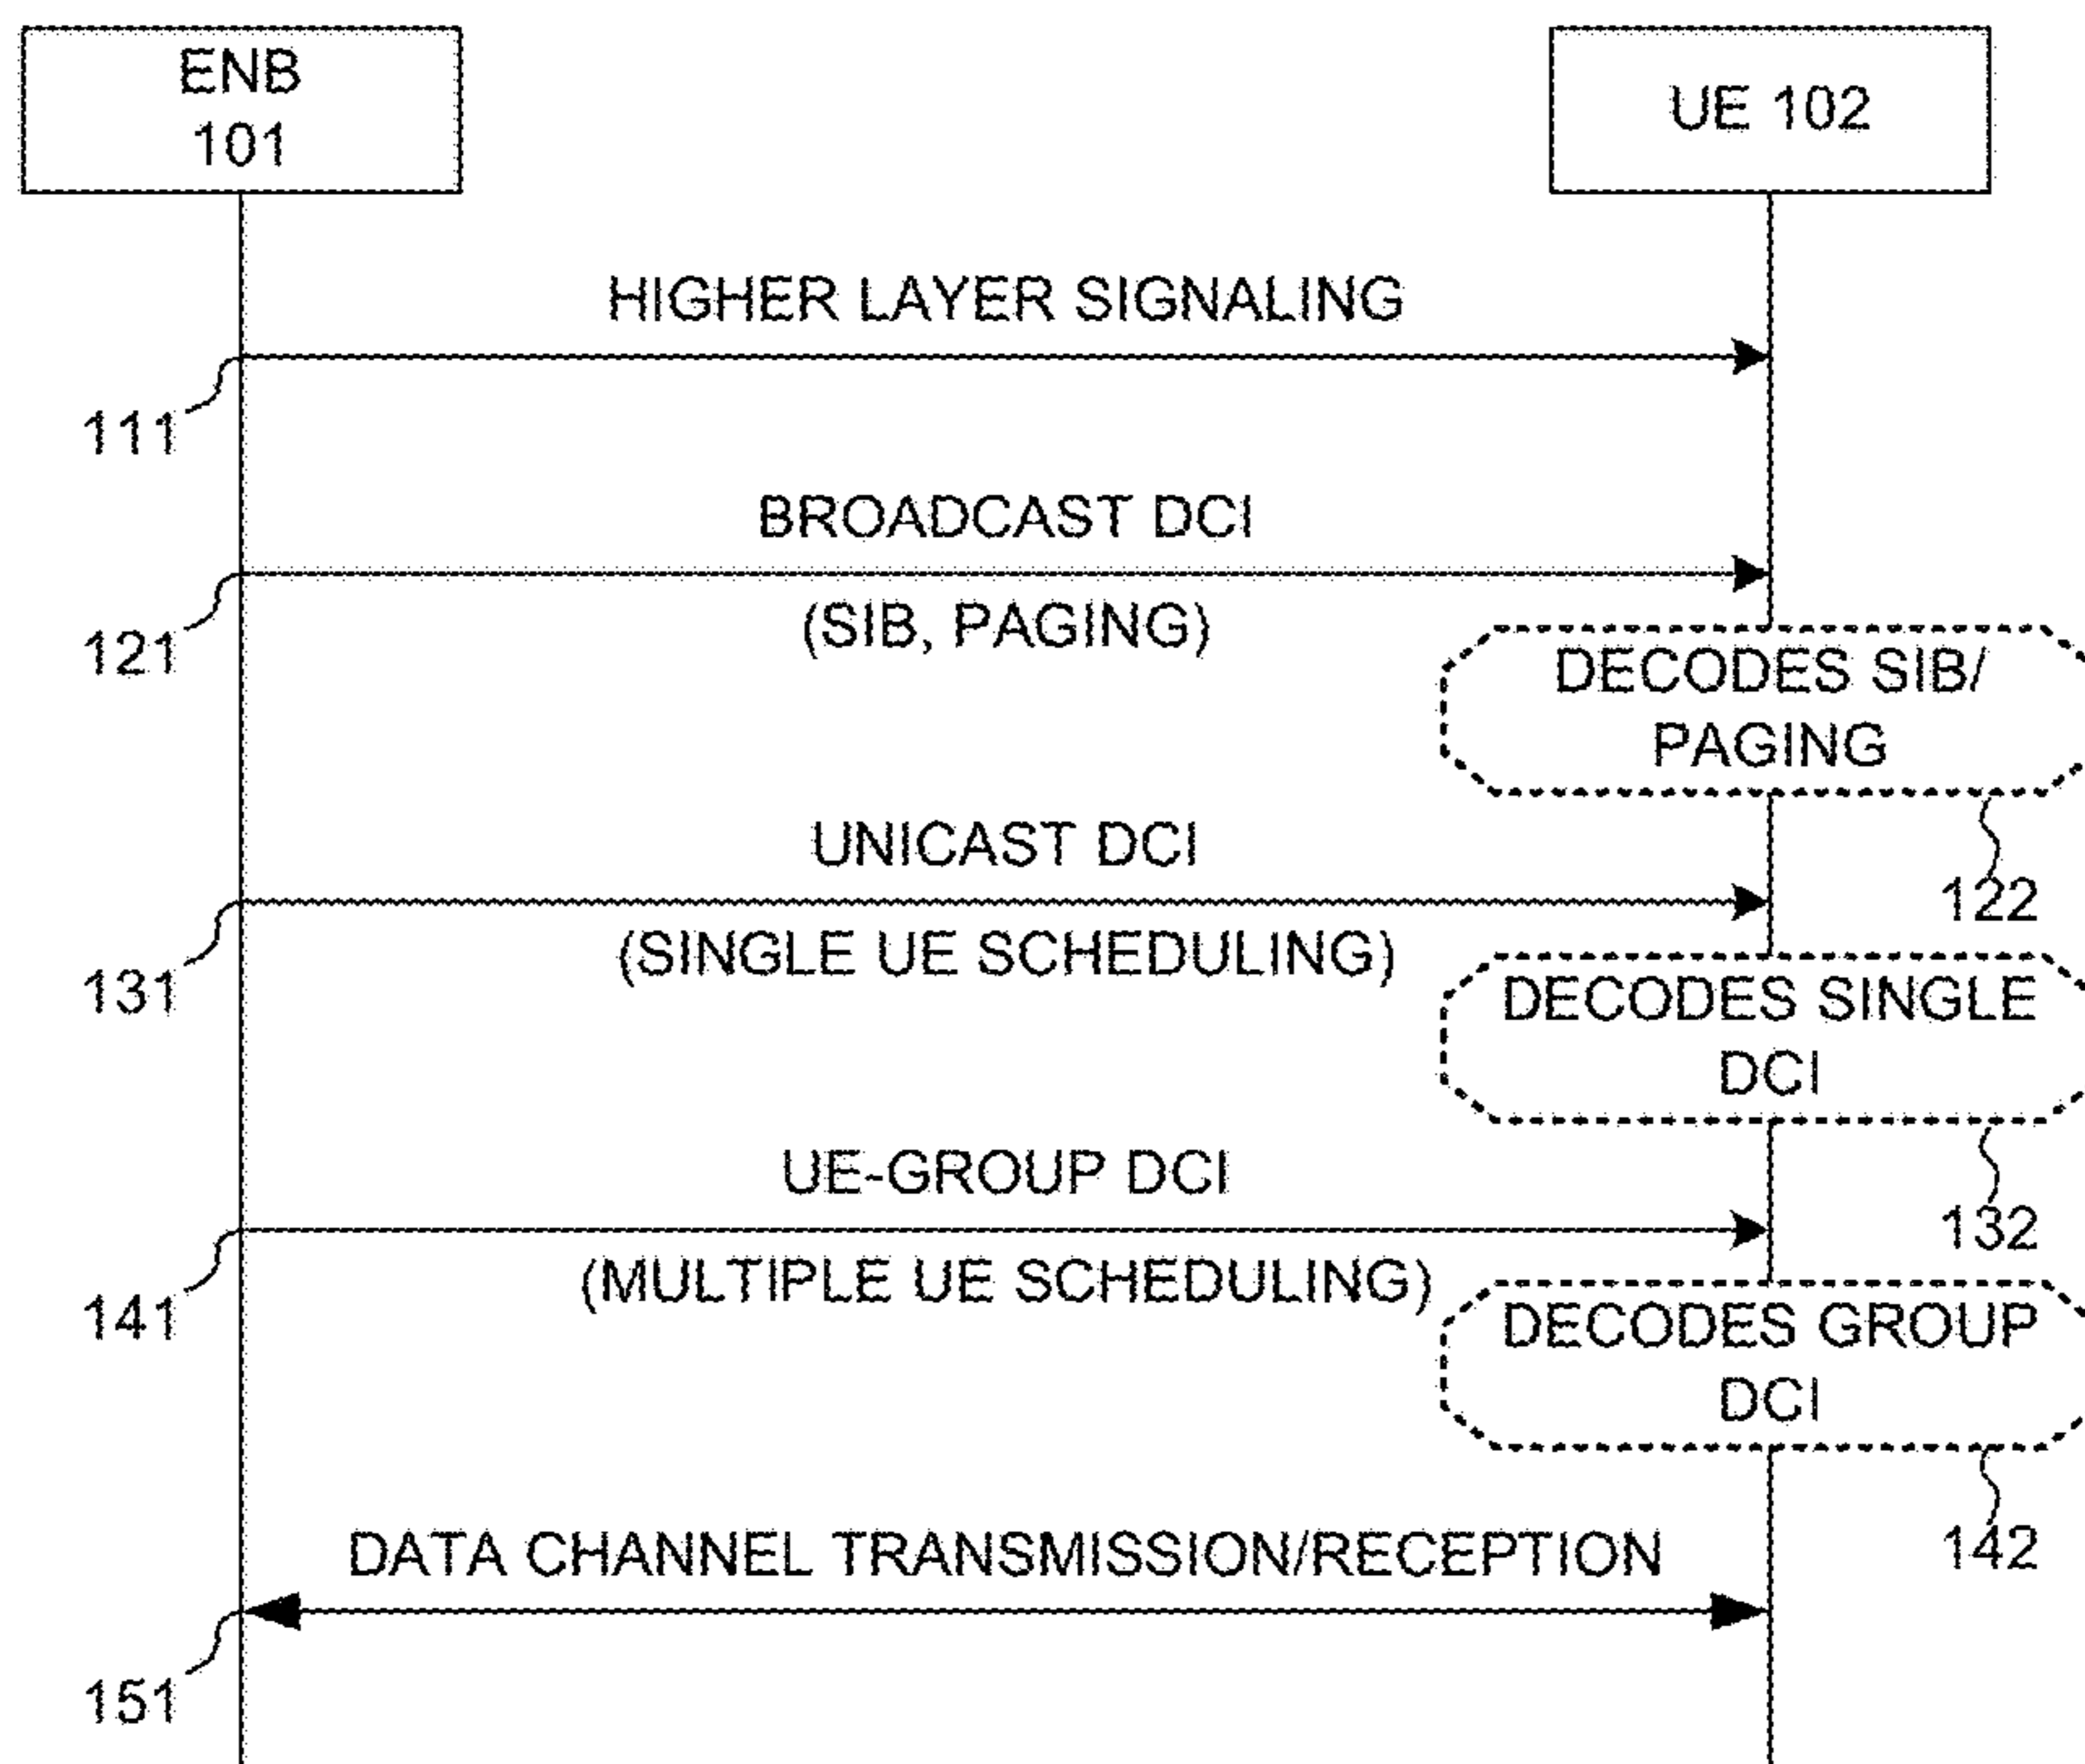 ENB
101
UE 102
HIGHER LAYER SIGNALING
111
BROADCAST DCI
(SIB, PAGING)
121
DECODES SIB/
PAGING
122
UNICAST DCI
(SINGLE UE SCHEDULING)
131
DECODES SINGLE
DCI
132
UE-GROUP DCI
(MULTIPLE UE SCHEDULING)
141
DECODES GROUP
DCI
142
DATA CHANNEL TRANSMISSION/RECEPTION
151